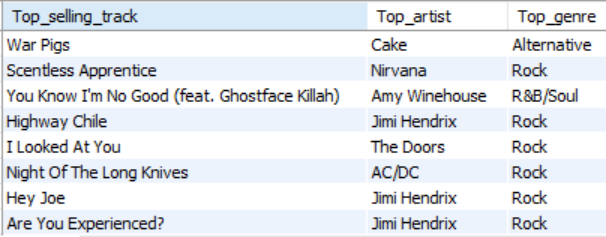 Top_selling_track Top_artist Top_genre
War Pigs Cake Alternative
Scentless Apprentice Nirvana Rock
You Know I'm No Good (feat. Ghostface Killah) Amy Winehouse R&B/Soul
Highway Chile Jimi Hendrix Rock
I Looked At You The Doors Rock
Night Of The Long Knives AC/DC Rock
Hey Joe Jimi Hendrix Rock
Are You Experienced? Jimi Hendrix Rock